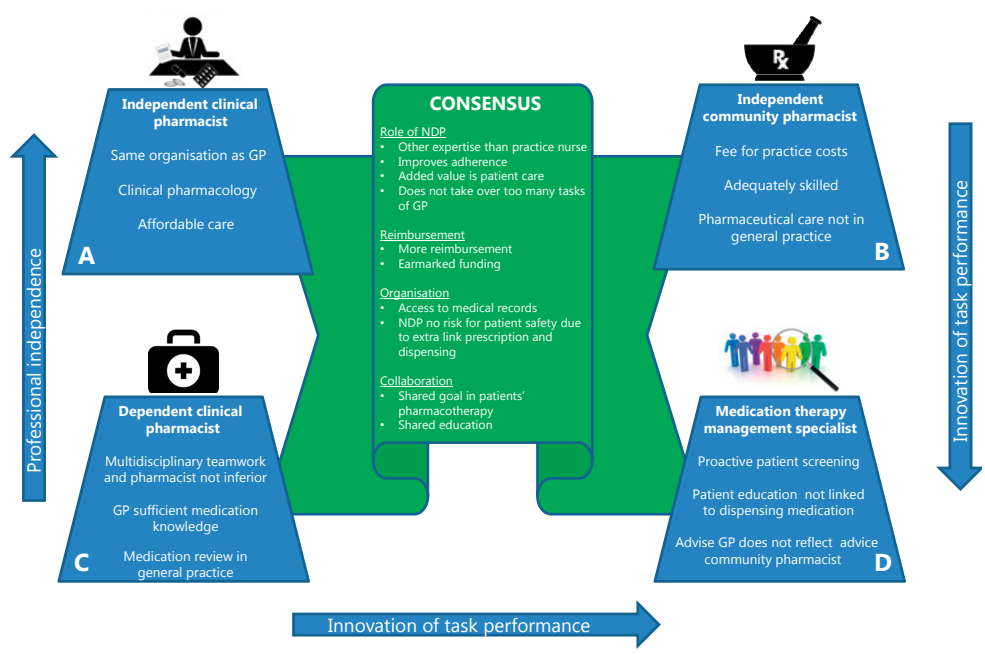 Independent clinical
pharmacist
Same organisation as GP
Clinical pharmacology
Affordable care
A
CONSENSUS
Role of NDP
• Other expertise than practice nurse
• Improves adherence
• Added value is patient care
• Does not take over too many tasks
of GP
Reimbursement
• More reimbursement
• Earmarked funding
Organisation
• Access to medical records
• NDP no risk for patient safety due
to extra link prescription and
dispensing
Collaboration
• Shared goal in patients’
pharmacotherapy
• Shared education
Rx
Independent
community pharmacist
Fee for practice costs
Adequately skilled
Pharmaceutical care not in
general practice
B
Professional independence
Innovation of task performance
Dependent clinical
pharmacist
Multidisciplinary teamwork
and pharmacist not inferior
GP sufficient medication
knowledge
Medication review in
general practice
C
Medication therapy
management specialist
Proactive patient screening
Patient education not linked
to dispensing medication
Advise GP does not reflect advice
community pharmacist
D
Innovation of task performance